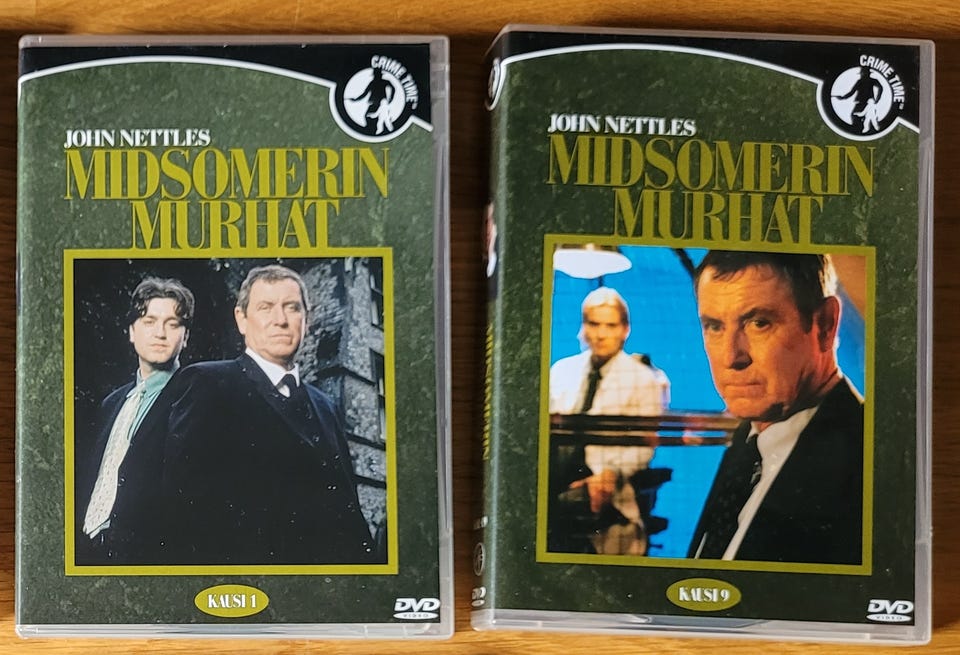 CRIME TIME
JOHN NETTLES
MIDSOMERIN
MURHAT
KAUSI 1
DVD
VIDEO
CRIME TIME
JOHN NETTLES
MIDSOMERIN
MURHAT
KAUSI 9
DVD
VIDEO